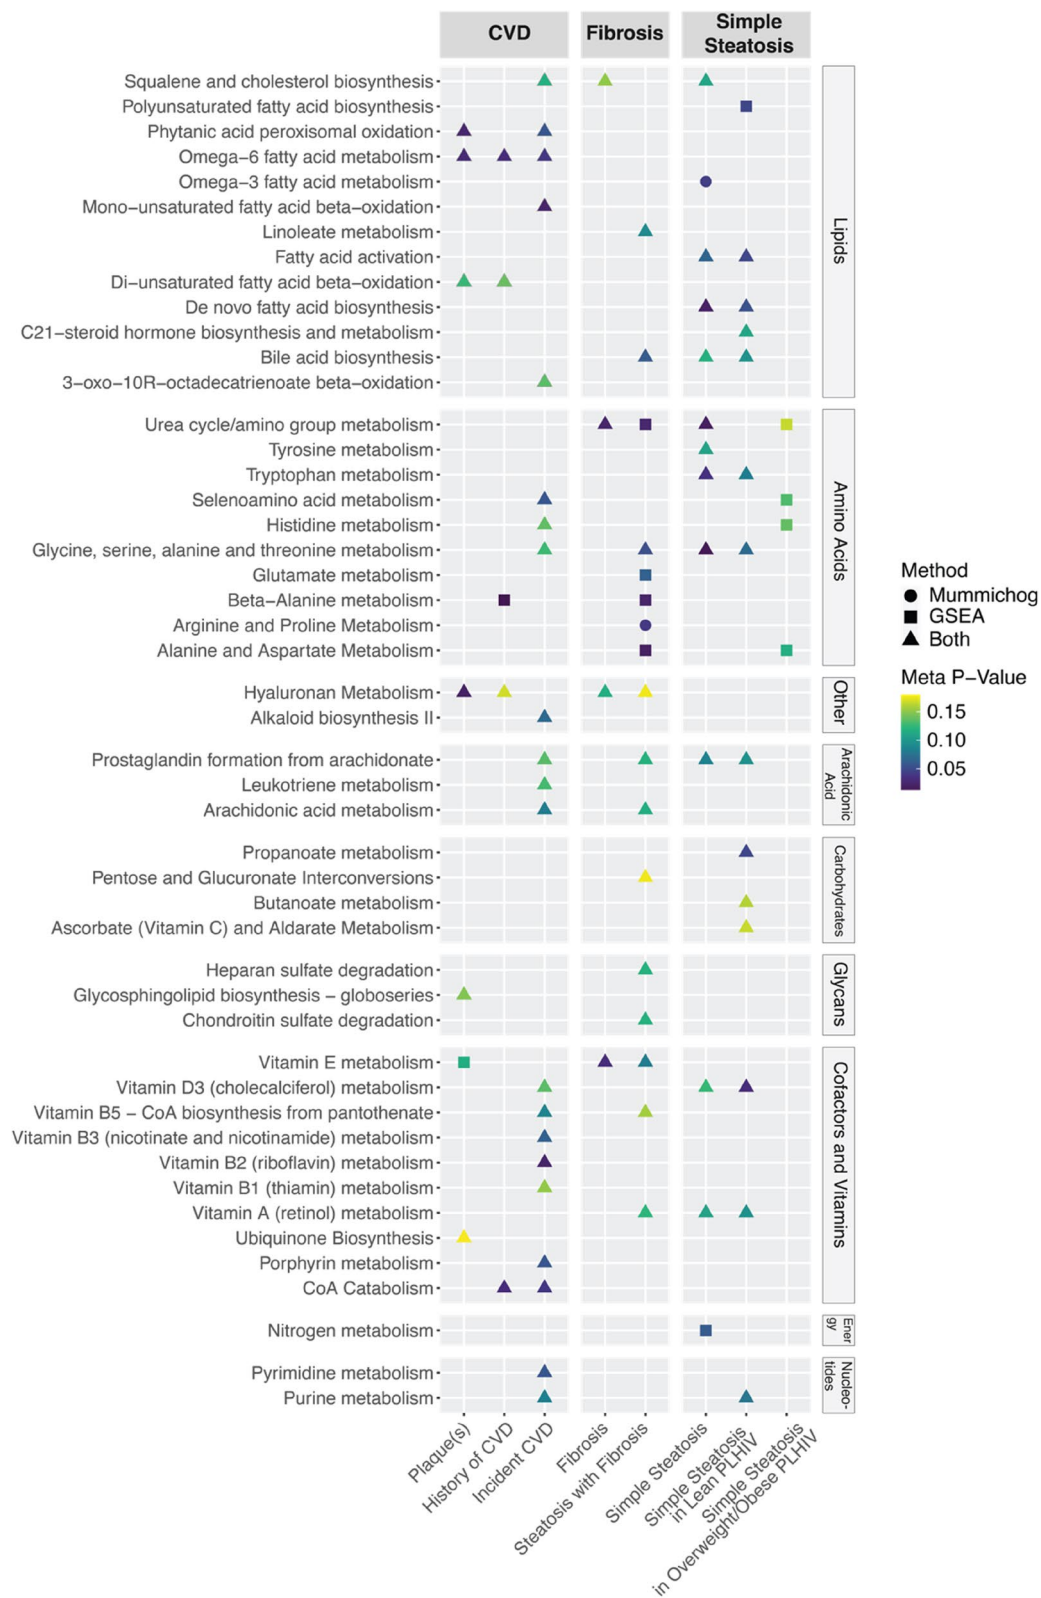 CVD
Fibrosis
Simple
Steatosis
Squalene and cholesterol biosynthesis
Polyunsaturated fatty acid biosynthesis
Phytanic acid peroxisomal oxidation
Omega−6 fatty acid metabolism
Omega−3 fatty acid metabolism
Mono−unsaturated fatty acid beta−oxidation
Linoleate metabolism
Fatty acid activation
Di−unsaturated fatty acid beta−oxidation
De novo fatty acid biosynthesis
C21−steroid hormone biosynthesis and metabolism
Bile acid biosynthesis
3−oxo−10R−octadecatrienoate beta−oxidation
Lipids
Urea cycle/amino group metabolism
Tyrosine metabolism
Tryptophan metabolism
Selenoamino acid metabolism
Histidine metabolism
Glycine, serine, alanine and threonine metabolism
Glutamate metabolism
Beta−Alanine metabolism
Arginine and Proline Metabolism
Alanine and Aspartate Metabolism
Amino Acids
Hyaluronan Metabolism
Alkaloid biosynthesis II
Other
Prostaglandin formation from arachidonate
Leukotriene metabolism
Arachidonic acid metabolism
Arachidonic
Acid
Propanoate metabolism
Pentose and Glucuronate Interconversions
Butanoate metabolism
Ascorbate (Vitamin C) and Aldarate Metabolism
Carbohydrates
Heparan sulfate degradation
Glycosphingolipid biosynthesis − globoseries
Chondroitin sulfate degradation
Glycans
Vitamin E metabolism
Vitamin D3 (cholecalciferol) metabolism
Vitamin B5 − CoA biosynthesis from pantothenate
Vitamin B3 (nicotinate and nicotinamide) metabolism
Vitamin B2 (riboflavin) metabolism
Vitamin B1 (thiamin) metabolism
Vitamin A (retinol) metabolism
Ubiquinone Biosynthesis
Porphyrin metabolism
CoA Catabolism
Cofactors and Vitamins
Nitrogen metabolism
Ener
gy
Pyrimidine metabolism
Purine metabolism
Nucleo-
tides
Plaque(s)
History of CVD
Incident CVD
Fibrosis
Steatosis with Fibrosis
Simple Steatosis
Simple Steatosis
in Lean PLHIV
Simple Steatosis
in Overweight/Obese PLHIV
Method
Mummichog
GSEA
Both
Meta P−Value
0.15
0.10
0.05